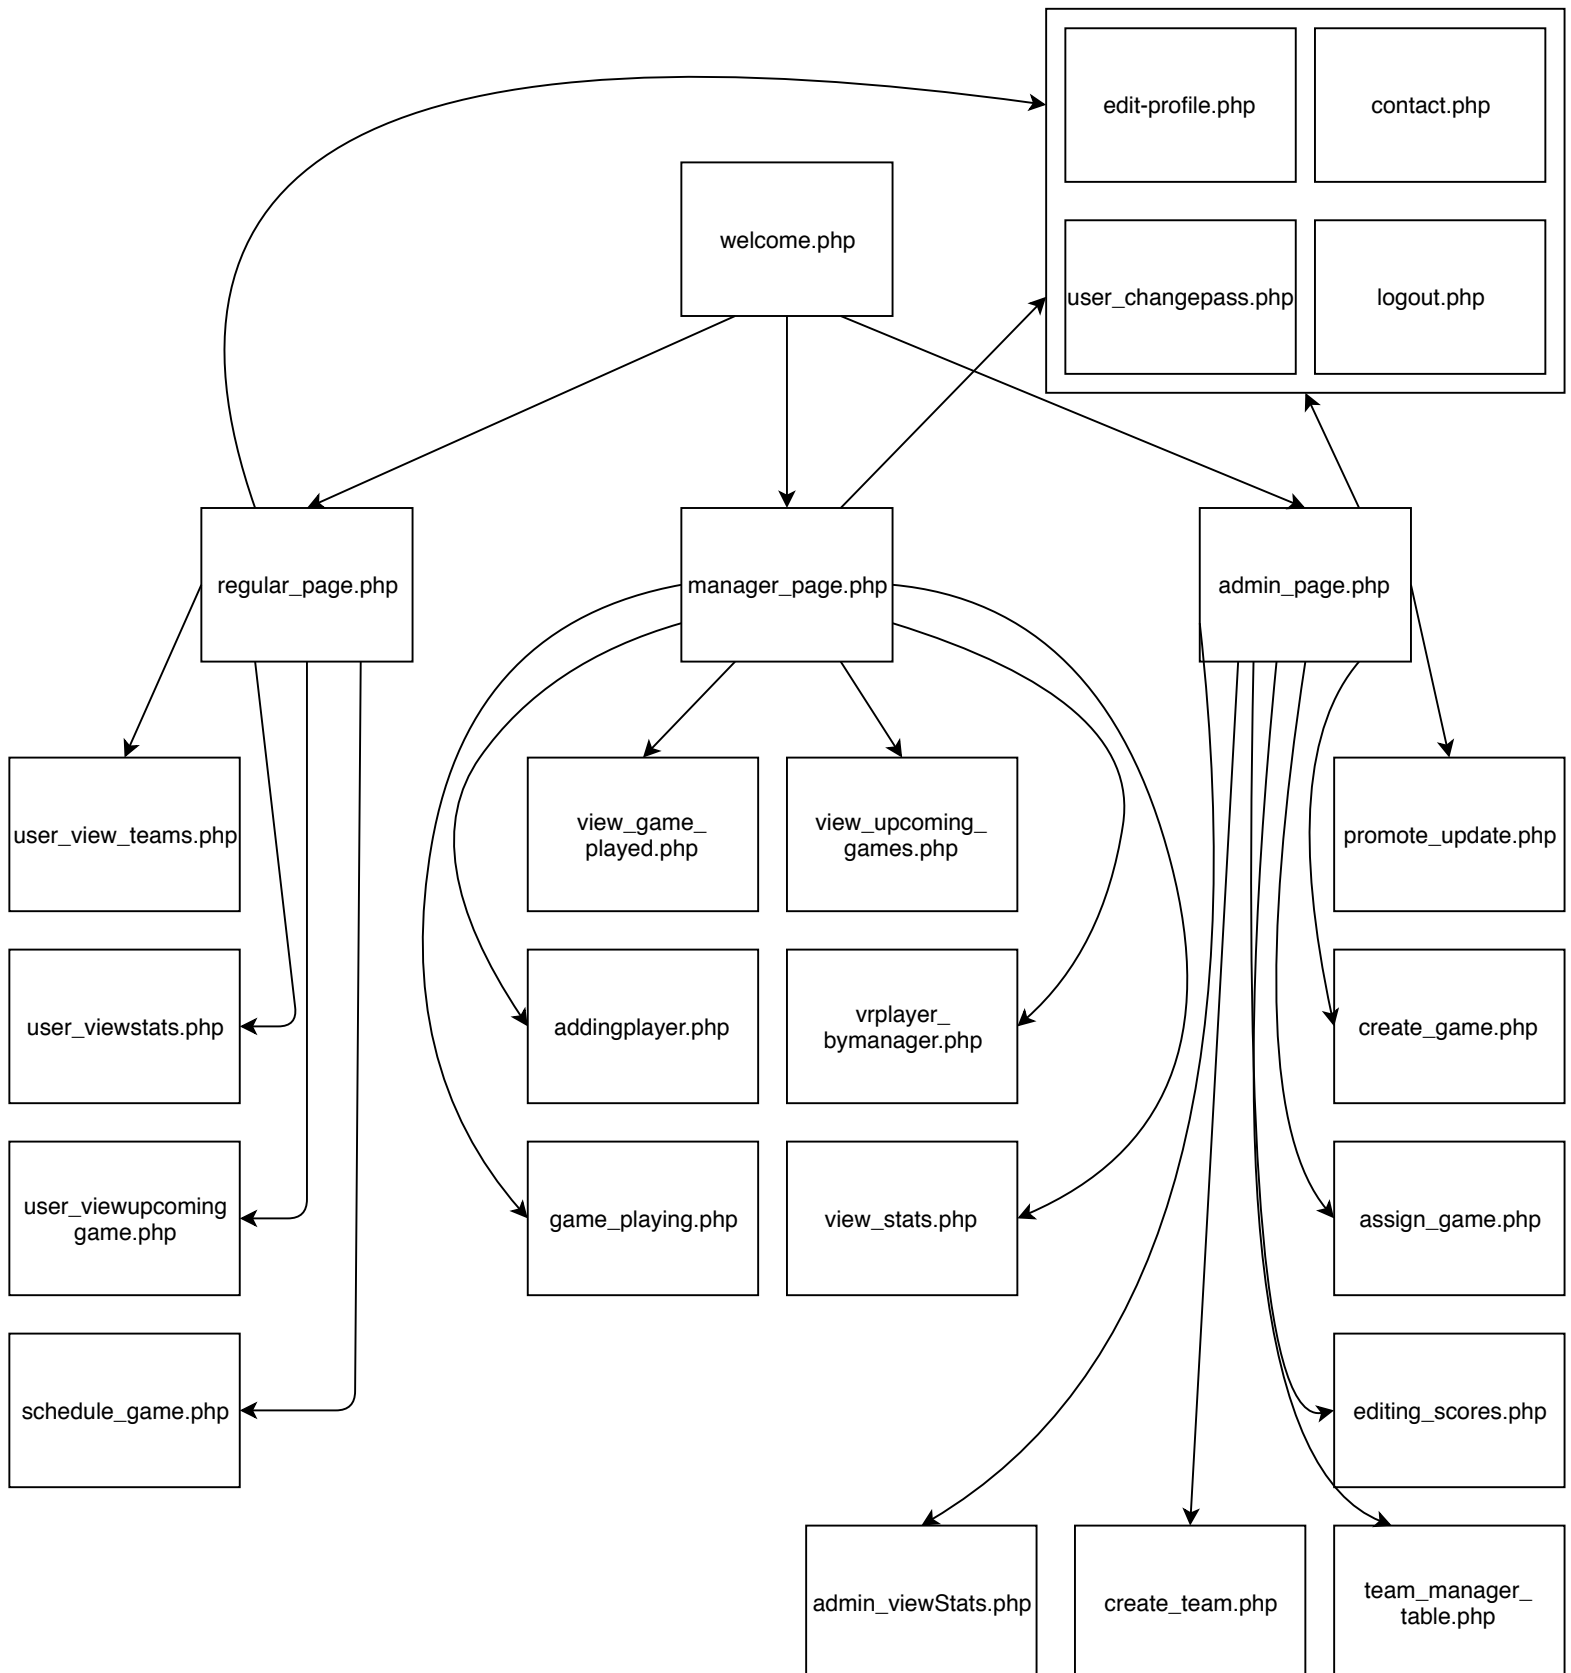 edit-profile.php
contact.php
welcome.php
user_changepass.php
logout.php
regular_page.php
manager_page.php
admin_page.php
user_view_teams.php
view_game_
played.php
view_upcoming_
games.php
promote_update.php
user_viewstats.php
addingplayer.php
vrplayer_
bymanager.php
create_game.php
user_viewupcoming
game.php
game_playing.php
view_stats.php
assign_game.php
schedule_game.php
editing_scores.php
admin_viewStats.php
create_team.php
team_manager_
table.php